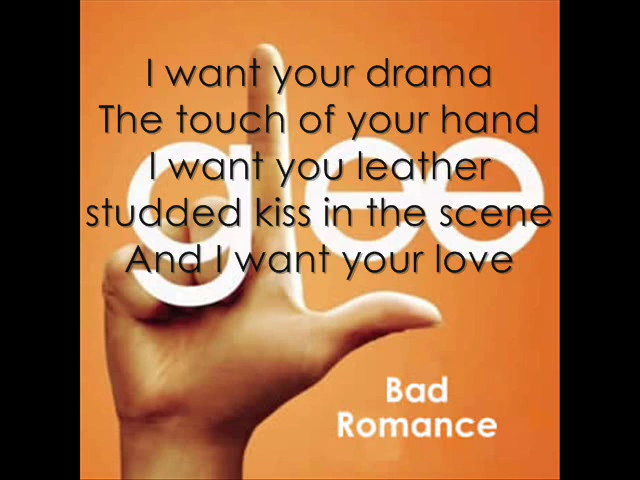 I want your drama
The touch of your hand
I want you leather
studded kiss in the scene
And I want your love
glee
Bad
Romance